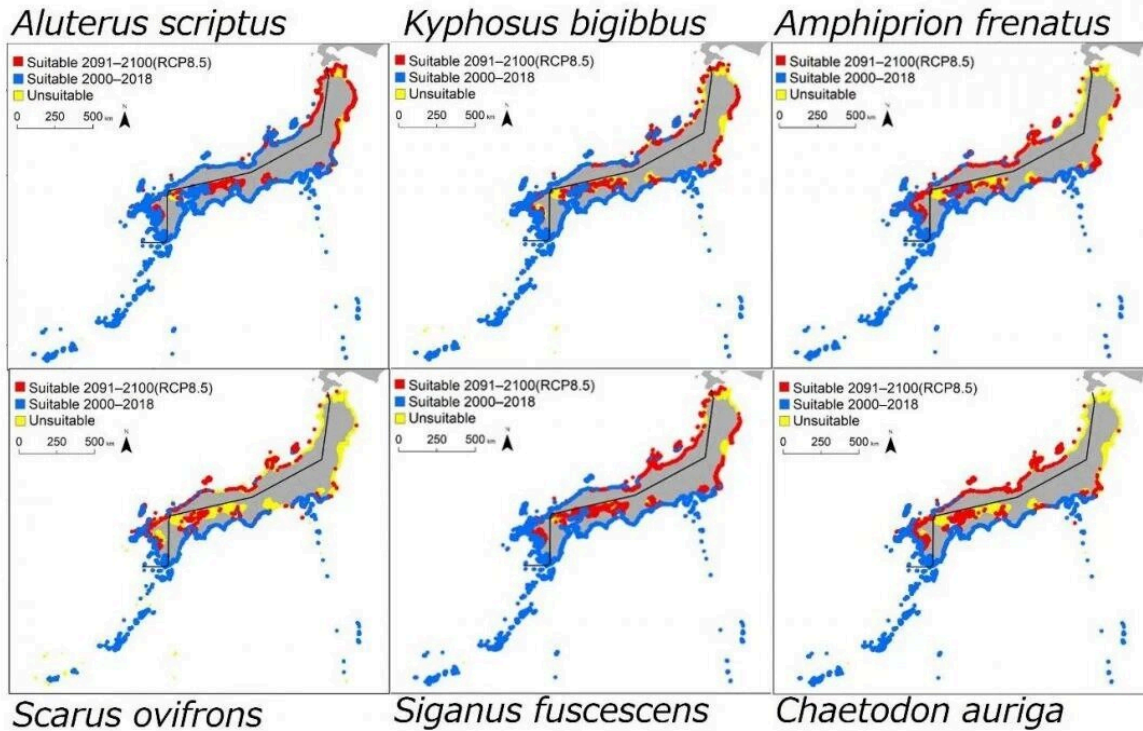 Aluterus scriptus
Kyphosus bigibbus
Amphiprion frenatus
Suitable 2091–2100(RCP8.5)
Suitable 2000–2018
Unsuitable
0 250 500 km N
Suitable 2091–2100(RCP8.5)
Suitable 2000–2018
Unsuitable
0 250 500 km N
Suitable 2091–2100(RCP8.5)
Suitable 2000–2018
Unsuitable
0 250 500 km N
Suitable 2091–2100(RCP8.5)
Suitable 2000–2018
Unsuitable
0 250 500 km N
Suitable 2091–2100(RCP8.5)
Suitable 2000–2018
Unsuitable
0 250 500 km N
Suitable 2091–2100(RCP8.5)
Suitable 2000–2018
Unsuitable
0 250 500 km N
Scarus ovifrons
Siganus fuscescens
Chaetodon auriga